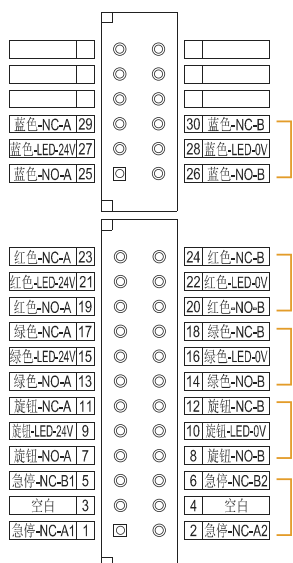 蓝色-NC-A 29 30 蓝色-NC-B
蓝色-LED-24V 27 28 蓝色-LED-0V
蓝色-NO-A 25 26 蓝色-NO-B
红色-NC-A 23 24 红色-NC-B
红色-LED-24V 21 22 红色-LED-0V
红色-NO-A 19 20 红色-NO-B
绿色-NC-A 17 18 绿色-NC-B
绿色-LED-24V 15 16 绿色-LED-0V
绿色-NO-A 13 14 绿色-NO-B
旋钮-NC-A 11 12 旋钮-NC-B
旋钮-LED-24V 9 10 旋钮-LED-0V
旋钮-NO-A 7 8 旋钮-NO-B
急停-NC-B1 5 6 急停-NC-B2
空白 3 4 空白
急停-NC-A1 1 2 急停-NC-A2